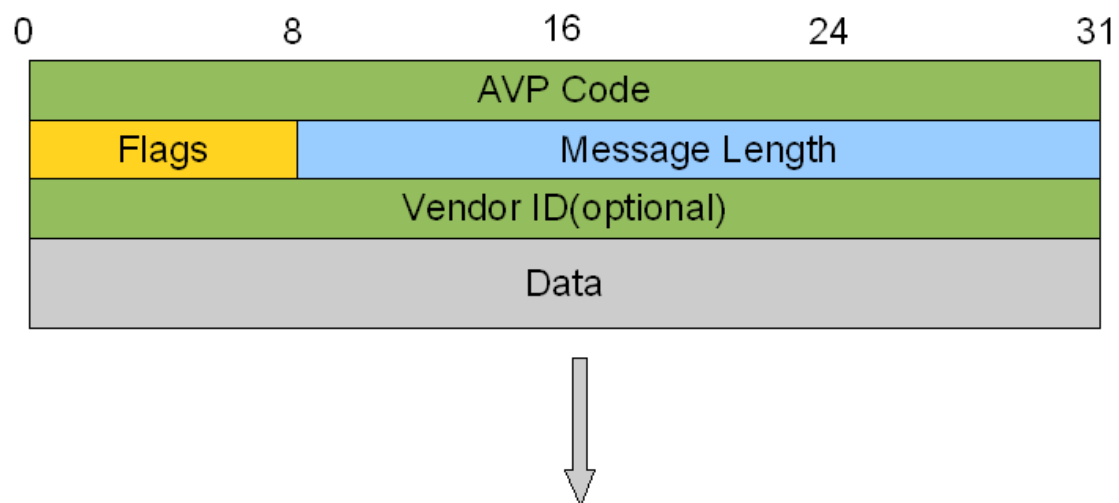 0 8 16 24 31
AVP Code
Flags Message Length
Vendor ID(optional)
Data